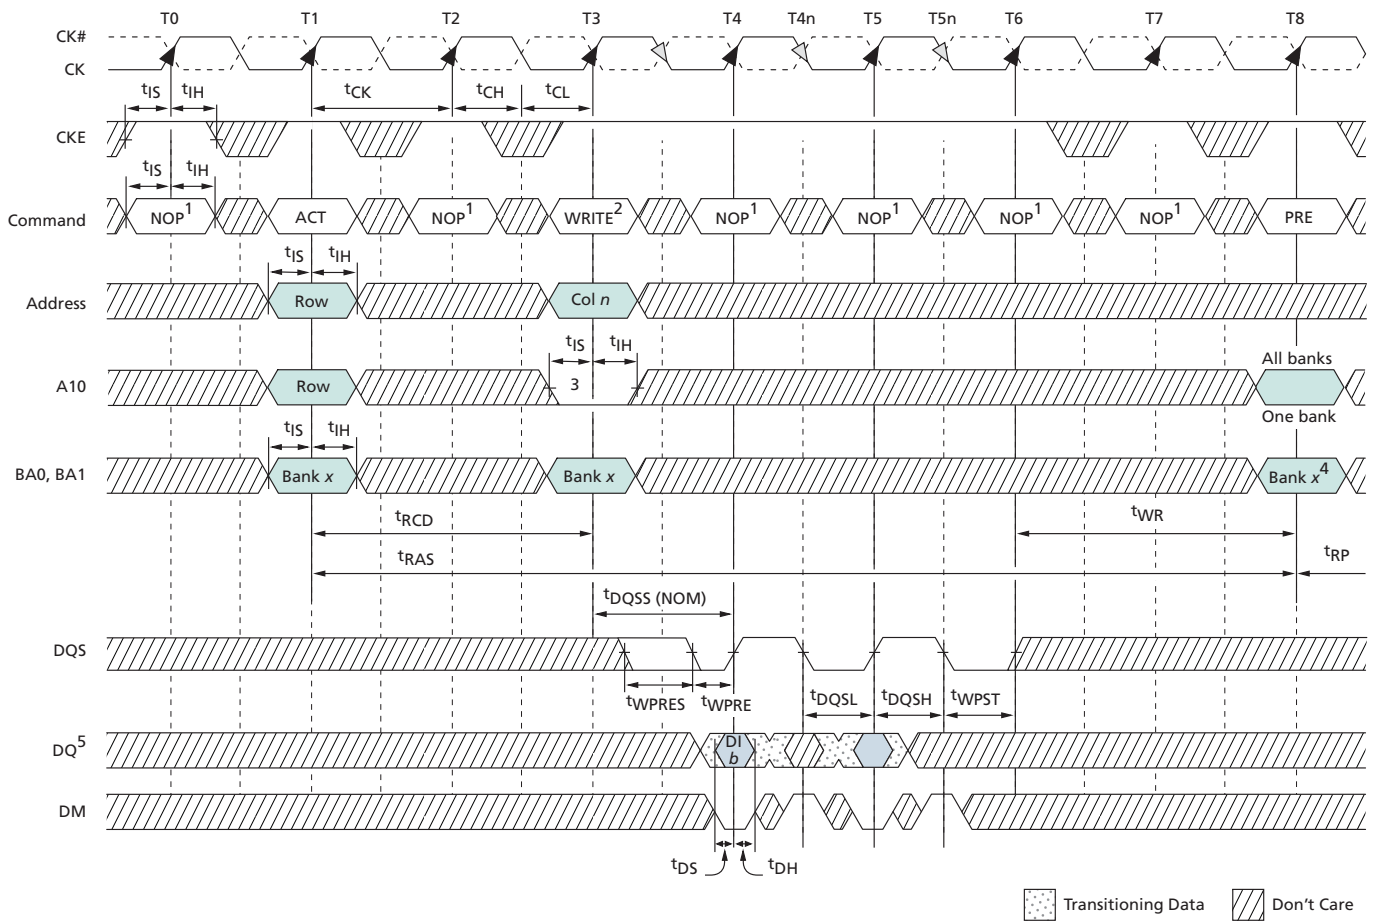 T0 T1 T2 T3 T4 T4n T5 T5n T6 T7 T8
CK#
CK
tIS tIH tCK tCH tCL
CKE
tIS tIH
Command NOP1 ACT NOP1 WRITE2 NOP1 NOP1 NOP1 NOP1 PRE
tIS tIH
Address Row Col n
tIS tIH
All banks
A10 Row 3
One bank
tIS tIH
BA0, BA1 Bank x Bank x Bank x4
tRCD tWR
tRAS tRP
tDQSS (NOM)
DQS
tWPRES tWPRE tDQSL tDQSH tWPST
DQ5 DI
b
DM
tDS tDH
Transitioning Data Don't Care